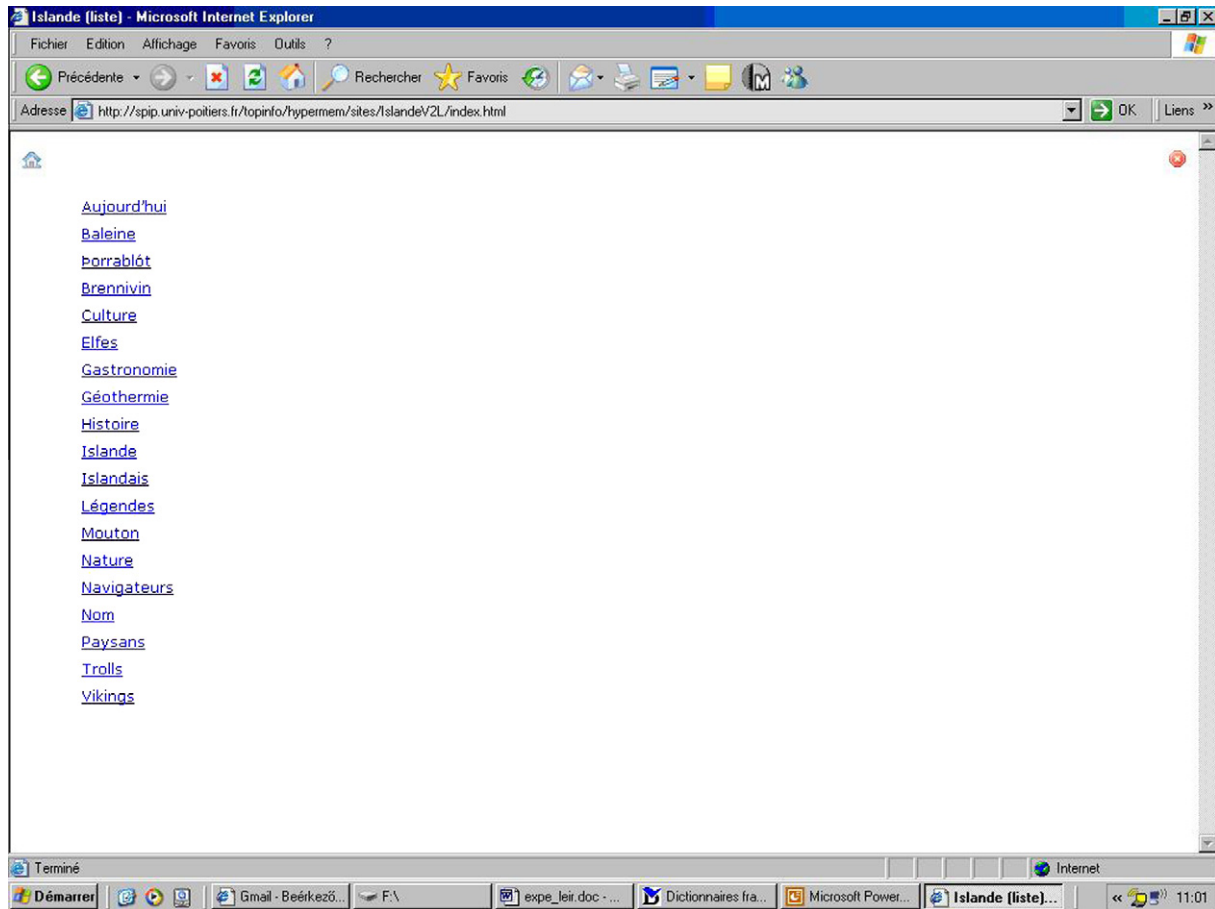 Islande (liste) - Microsoft Internet Explorer
Fichier Edition Affichage Favoris Outils ?
Précédente Rechercher Favoris
Adresse http://spip.univ-poitiers.fr/topinfo/hypermem/sites/IslandeV2L/index.html OK Liens »
Aujourd'hui
Baleine
Þorrablót
Brennivin
Culture
Elfes
Gastronomie
Géothermie
Histoire
Islande
Islandais
Légendes
Mouton
Nature
Navigateurs
Nom
Paysans
Trolls
Vikings
Terminé Internet
Démarrer Gmail - Beérkező... F:\ expe_leir.doc - ... Dictionnaires fra... Microsoft Power... Islande (liste)... « 11:01